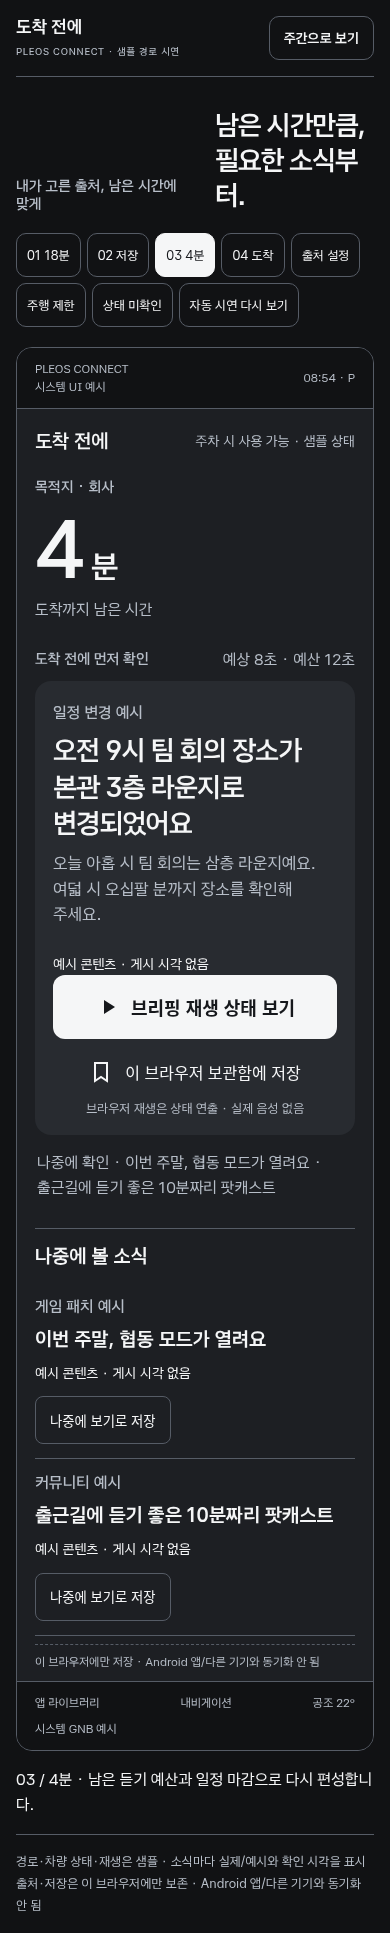 도착 전에
PLEOS CONNECT · 샘플 경로 시연
주간으로 보기
내가 고른 출처, 남은 시간에
맞게
남은 시간만큼,
필요한 소식부
터.
01 18분
02 저장
03 4분
04 도착
출처 설정
주행 제한
상태 미확인
자동 시연 다시 보기
PLEOS CONNECT
시스템 UI 예시
08:54 · P
도착 전에
주차 시 사용 가능 · 샘플 상태
목적지 · 회사
4 분
도착까지 남은 시간
도착 전에 먼저 확인
예상 8초 · 예산 12초
일정 변경 예시
오전 9시 팀 회의 장소가
본관 3층 라운지로
변경되었어요
오늘 아홉 시 팀 회의는 삼층 라운지예요.
여덟 시 오십팔 분까지 장소를 확인해
주세요.
예시 콘텐츠 · 게시 시각 없음
브리핑 재생 상태 보기
이 브라우저 보관함에 저장
브라우저 재생은 상태 연출 · 실제 음성 없음
나중에 확인 · 이번 주말, 협동 모드가 열려요 ·
출근길에 듣기 좋은 10분짜리 팟캐스트
나중에 볼 소식
게임 패치 예시
이번 주말, 협동 모드가 열려요
예시 콘텐츠 · 게시 시각 없음
나중에 보기로 저장
커뮤니티 예시
출근길에 듣기 좋은 10분짜리 팟캐스트
예시 콘텐츠 · 게시 시각 없음
나중에 보기로 저장
이 브라우저에만 저장 · Android 앱/다른 기기와 동기화 안 됨
앱 라이브러리
내비게이션
공조 22°
시스템 GNB 예시
03 / 4분 · 남은 듣기 예산과 일정 마감으로 다시 편성합니
다.
경로·차량 상태·재생은 샘플 · 소식마다 실제/예시와 확인 시각을 표시
출처·저장은 이 브라우저에만 보존 · Android 앱/다른 기기와 동기화
안 됨